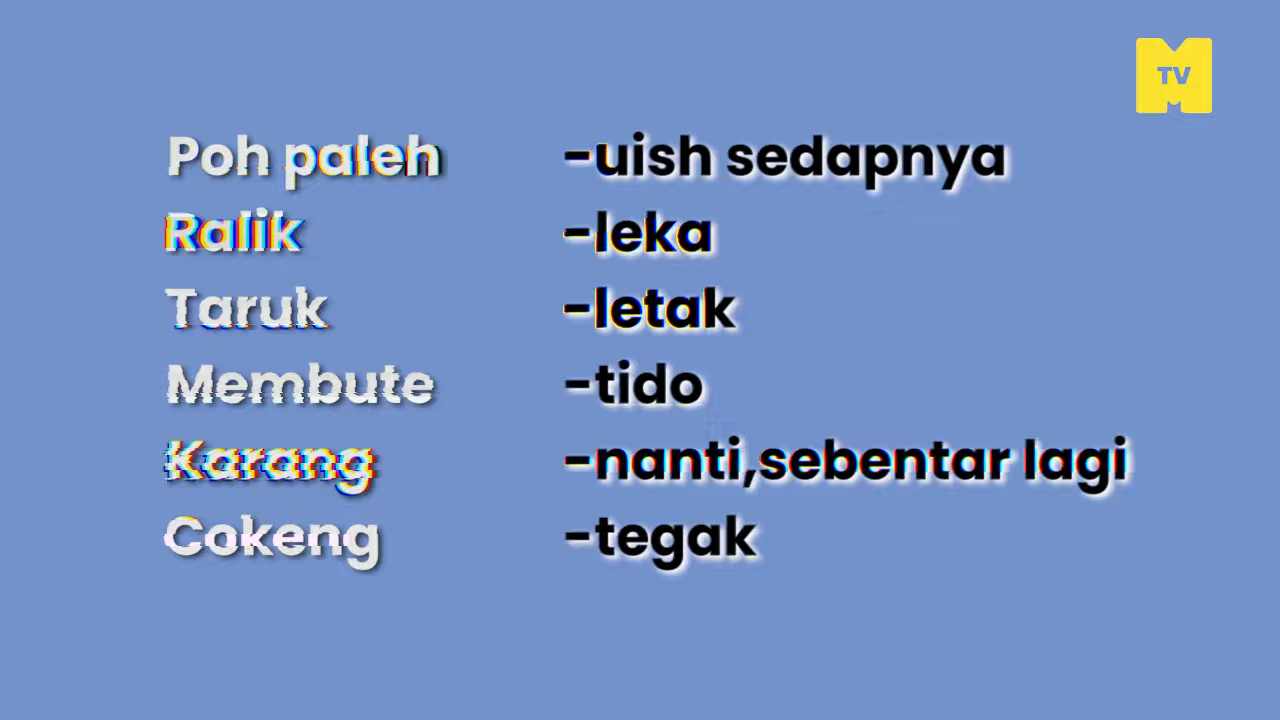 TV
Poh paleh -uish sedapnya
Ralik -leka
Taruk -letak
Membute -tido
Karang -nanti,sebentar lagi
Cokeng -tegak